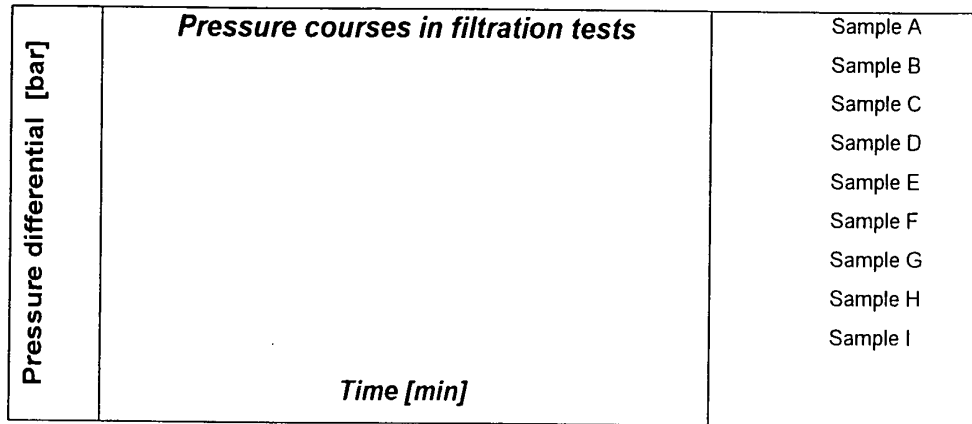 Pressure courses in filtration tests
Pressure differential [bar]
Time [min]
Sample A
Sample B
Sample C
Sample D
Sample E
Sample F
Sample G
Sample H
Sample I